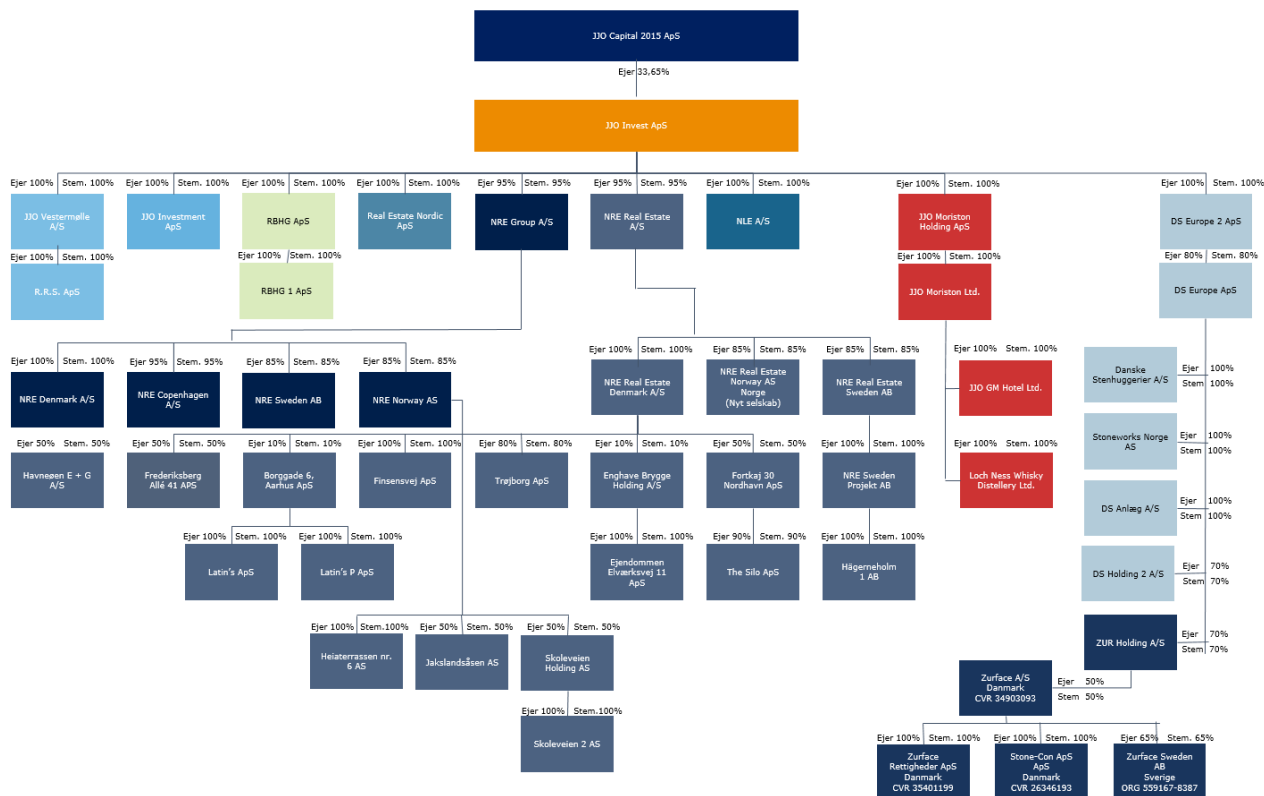 JJO Capital 2015 ApS
Ejer 33,65%
JJO Invest ApS
Ejer 100% Stem. 100%
Ejer 100% Stem. 100%
Ejer 100% Stem. 100%
Ejer 100% Stem. 100%
Ejer 95% Stem. 95%
Ejer 95% Stem. 95%
Ejer 100% Stem. 100%
Ejer 100% Stem. 100%
Ejer 100% Stem. 100%
JJO Vestermølle
A/S
JJO Investment
ApS
RBHG ApS
Real Estate Nordic
ApS
NRE Group A/S
NRE Real Estate
A/S
NLE A/S
JJO Moriston
Holding ApS
DS Europe 2 ApS
Ejer 100% Stem. 100%
Ejer 100% Stem. 100%
Ejer 100% Stem. 100%
Ejer 80% Stem. 80%
R.R.S. ApS
RBHG 1 ApS
JJO Moriston Ltd.
DS Europe ApS
Ejer 100% Stem. 100%
Ejer 95% Stem. 95%
Ejer 85% Stem. 85%
Ejer 85% Stem. 85%
Ejer 100% Stem. 100%
Ejer 85% Stem. 85%
Ejer 85% Stem. 85%
Ejer 100% Stem. 100%
NRE Denmark A/S
NRE Copenhagen
A/S
NRE Sweden AB
NRE Norway AS
NRE Real Estate
Denmark A/S
NRE Real Estate
Norway AS
Norge
(Nyt selskab)
NRE Real Estate
Sweden AB
JJO GM Hotel Ltd.
Danske
Stenhuggerier A/S
Ejer 100%
Stem 100%
Ejer 50% Stem. 50%
Ejer 50% Stem. 50%
Ejer 10% Stem. 10%
Ejer 100% Stem. 100%
Ejer 80% Stem. 80%
Ejer 10% Stem. 10%
Ejer 50% Stem. 50%
Ejer 100% Stem. 100%
Ejer 100% Stem. 100%
Havneøen E + G
A/S
Frederiksberg
Allé 41 APS
Borggade 6,
Aarhus ApS
Finsensvej ApS
Trøjborg ApS
Enghave Brygge
Holding A/S
Fortkaj 30
Nordhavn ApS
NRE Sweden
Projekt AB
Loch Ness Whisky
Distellery Ltd.
Stoneworks Norge
AS
Ejer 100%
Stem 100%
DS Anlæg A/S
Ejer 100%
Stem 100%
Ejer 100% Stem. 100%
Ejer 100% Stem. 100%
Ejer 100% Stem. 100%
Ejer 90% Stem. 90%
Ejer 100% Stem. 100%
Latin's ApS
Latin's P ApS
Ejendommen
Elværksvej 11
ApS
The Silo ApS
Hägerneholm
1 AB
DS Holding 2 A/S
Ejer 70%
Stem 70%
Ejer 100% Stem.100%
Ejer 50% Stem. 50%
Ejer 50% Stem. 50%
Heiaterrassen nr.
6 AS
Jakslandsåsen AS
Skoleveien
Holding AS
ZUR Holding A/S
Ejer 70%
Stem 70%
Zurface A/S
Danmark
CVR 34903093
Ejer 50%
Stem 50%
Ejer 100% Stem.100%
Skoleveien 2 AS
Ejer 100% Stem. 100%
Ejer 100% Stem. 100%
Ejer 65% Stem. 65%
Zurface
Rettigheder ApS
Danmark
CVR 35401199
Stone-Con ApS
ApS
Danmark
CVR 26346193
Zurface Sweden
AB
Sverige
ORG 559167-8387